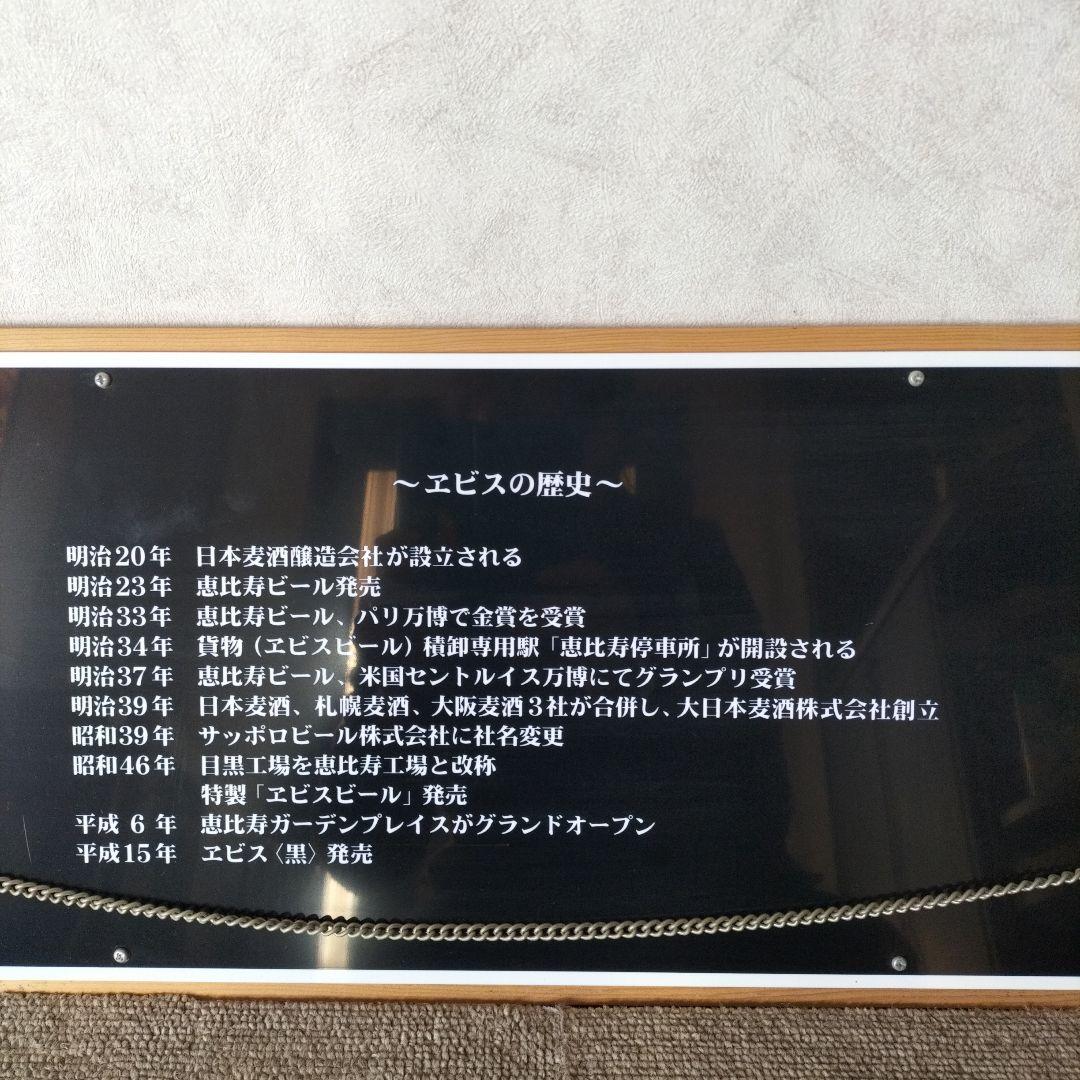 ～ヱビスの歴史～
明治20年 日本麦酒醸造会社が設立される
明治23年 恵比寿ビール発売
明治33年 恵比寿ビール、パリ万博で金賞を受賞
明治34年 貨物（ヱビスビール）積卸専用駅「恵比寿停車所」が開設される
明治37年 恵比寿ビール、米国セントルイス万博にてグランプリ受賞
明治39年 日本麦酒、札幌麦酒、大阪麦酒3社が合併し、大日本麦酒株式会社創立
昭和39年 サッポロビール株式会社に社名変更
昭和46年 目黒工場を恵比寿工場と改称
特製「ヱビスビール」発売
平成 6 年 恵比寿ガーデンプレイスがグランドオープン
平成15年 ヱビス〈黒〉発売